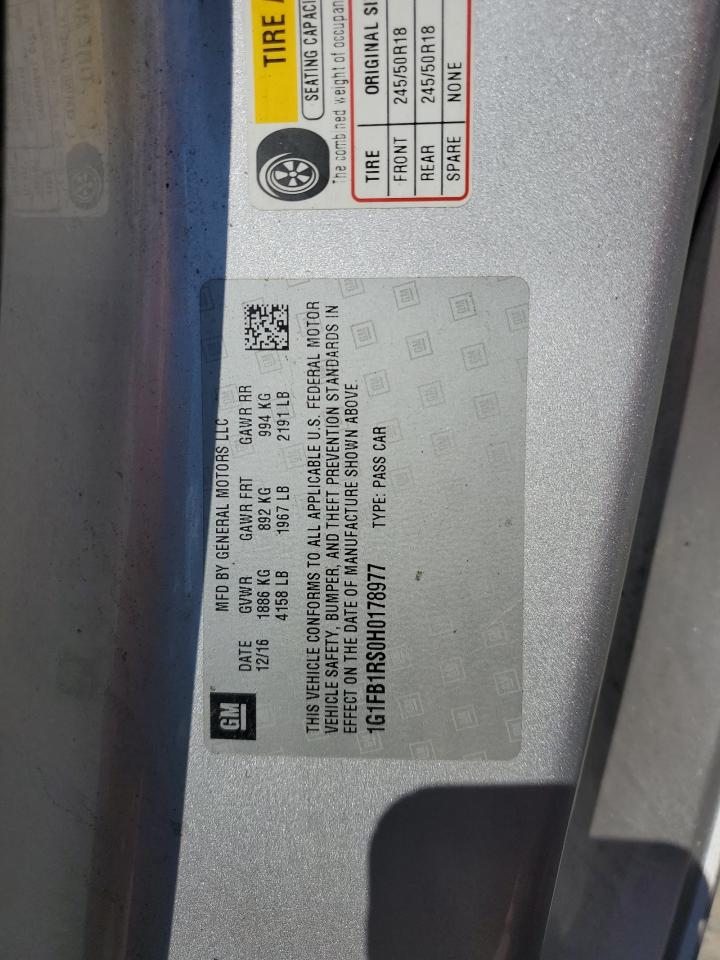 GM
MFD BY GENERAL MOTORS LLC
DATE GVWR GAWR FRT GAWR RR
12/16 1886 KG 892 KG 994 KG
4158 LB 1967 LB 2191 LB
THIS VEHICLE CONFORMS TO ALL APPLICABLE U.S. FEDERAL MOTOR
VEHICLE SAFETY, BUMPER, AND THEFT PREVENTION STANDARDS IN
EFFECT ON THE DATE OF MANUFACTURE SHOWN ABOVE.
1G1FB1RS0H0178977 TYPE: PASS CAR
TIRE
SEATING CAPACI
The combined weight of occupan
TIRE ORIGINAL SI
FRONT 245/50R18
REAR 245/50R18
SPARE NONE